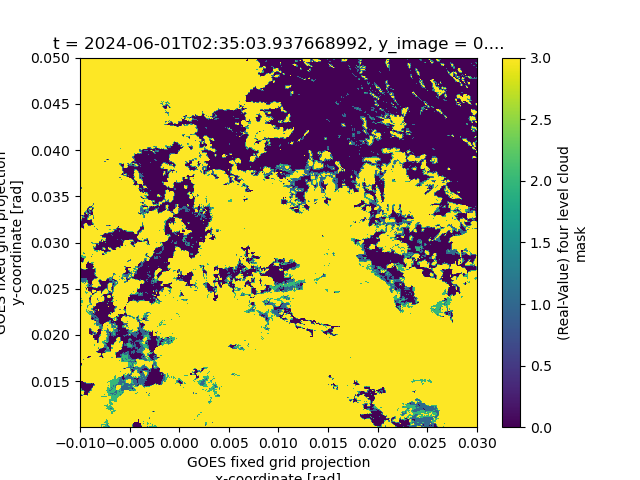 t = 2024-06-01T02:35:03.937668992, y_image = 0....
0.050
0.045
0.040
0.035
0.030
0.025
0.020
0.015
GOES fixed grid projection
y-coordinate [rad]
−0.010 −0.005 0.000 0.005 0.010 0.015 0.020 0.025 0.030
GOES fixed grid projection
x-coordinate [rad]
3.0
2.5
2.0
1.5
1.0
0.5
0.0
(Real-Value) four level cloud
mask